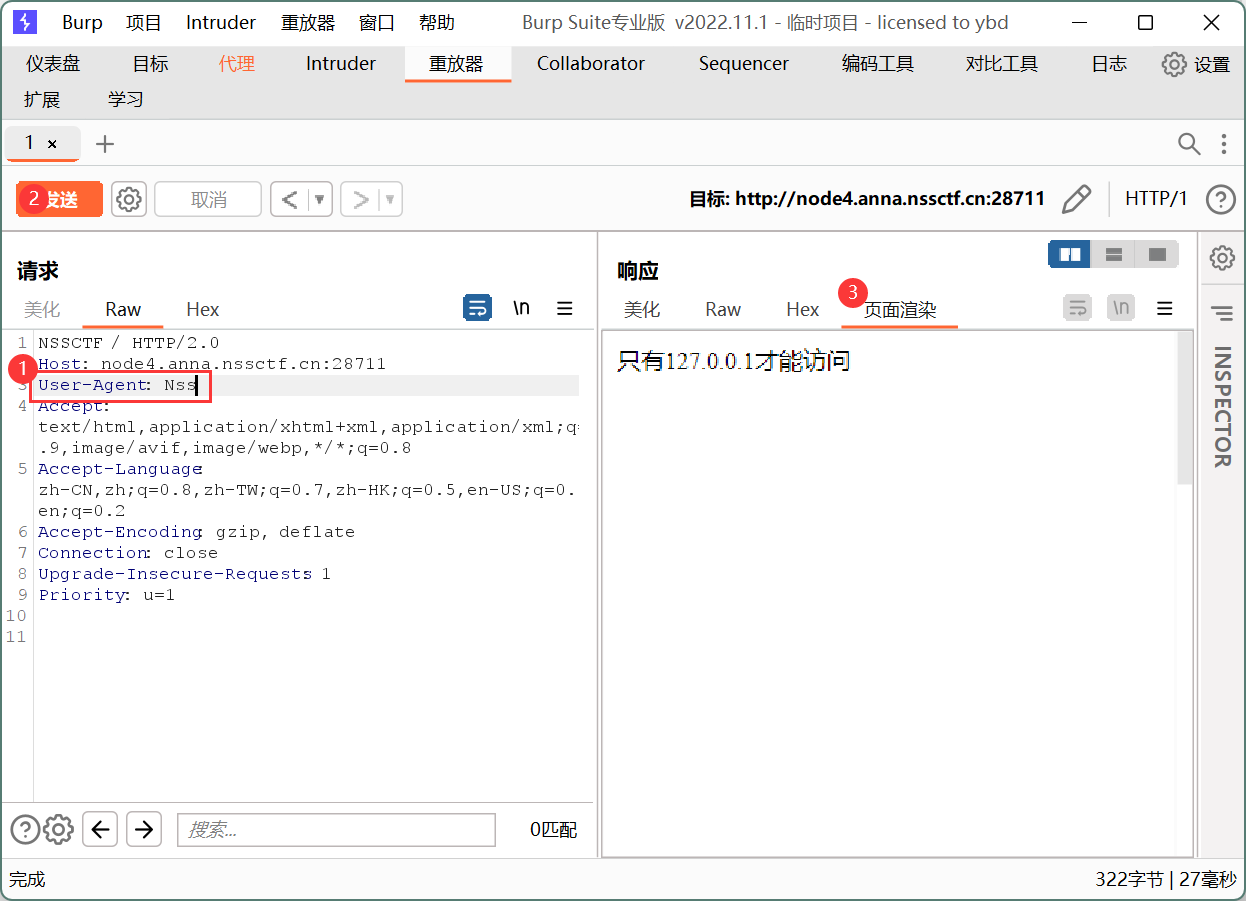 Burp 项目 Intruder 重放器 窗口 帮助 Burp Suite专业版 v2022.11.1 - 临时项目 - licensed to ybd
仪表盘 目标 代理 Intruder 重放器 Collaborator Sequencer 编码工具 对比工具 日志 设置
扩展 学习
1 × +
2 发送 取消 < > 目标: http://node4.anna.nssctf.cn:28711 HTTP/1 ?
请求
美化 Raw Hex \n
1 NSSCTF / HTTP/2.0
Host: node4.anna.nssctf.cn:28711
1
3 User-Agent: Nss
4 Accept:
text/html,application/xhtml+xml,application/xml;q=
.9,image/avif,image/webp,*/*;q=0.8
5 Accept-Language:
zh-CN,zh;q=0.8,zh-TW;q=0.7,zh-HK;q=0.5,en-US;q=0.
en;q=0.2
6 Accept-Encoding: gzip, deflate
7 Connection: close
8 Upgrade-Insecure-Requests: 1
9 Priority: u=1
10
11
? 搜索... 0匹配
响应
3
美化 Raw Hex 页面渲染 \n
只有127.0.0.1才能访问
INSPECTOR
完成 322字节 | 27毫秒